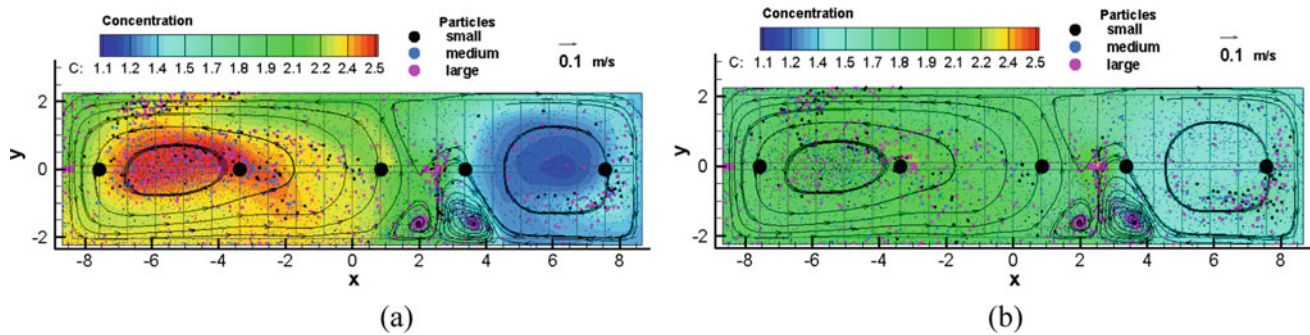 Concentration
Particles
small
medium
large
0.1 m/s
C: 1.1 1.2 1.4 1.5 1.7 1.8 1.9 2.1 2.2 2.4 2.5
y
2
0
-2
-8 -6 -4 -2 0 2 4 6 8
x
(a)
Concentration
Particles
small
medium
large
0.1 m/s
C: 1.1 1.2 1.4 1.5 1.7 1.8 1.9 2.1 2.2 2.4 2.5
y
2
0
-2
-8 -6 -4 -2 0 2 4 6 8
x
(b)